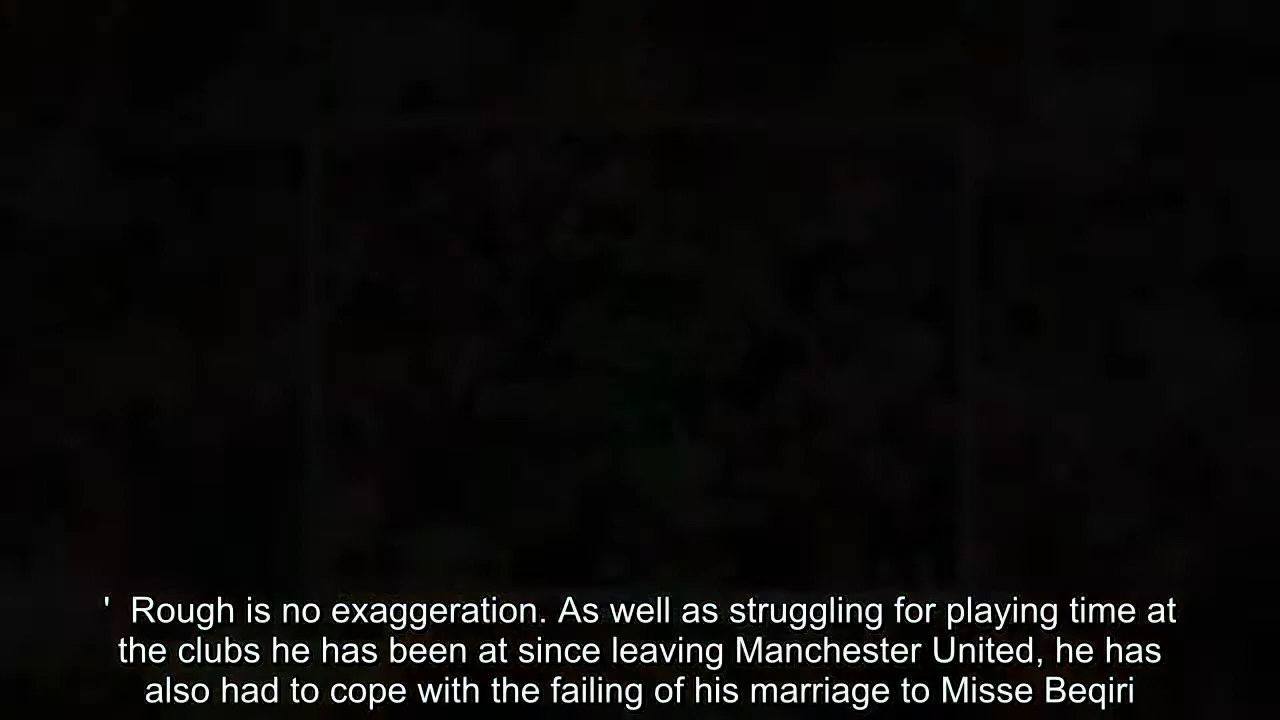 ' Rough is no exaggeration. As well as struggling for playing time at
the clubs he has been at since leaving Manchester United, he has
also had to cope with the failing of his marriage to Misse Beqiri